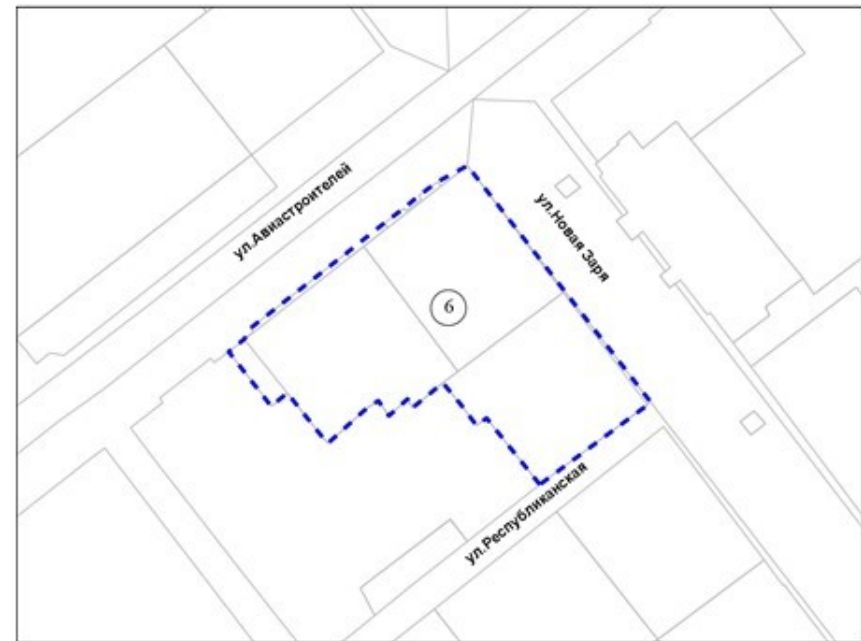 ул.Авиастроителей
ул.Новая Заря
6
ул.Республиканская